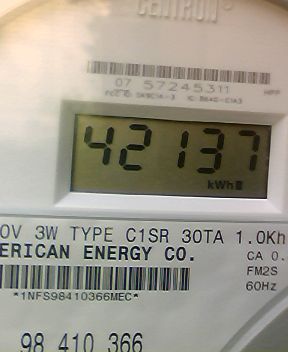 CENTRON
07 57245311
42137
kWh
0V 3W TYPE C1SR 30TA 1.0Kh
ERICAN ENERGY CO.
CA 0.
FM2S
*1NFS98410366MEC*
60Hz
98 410 366